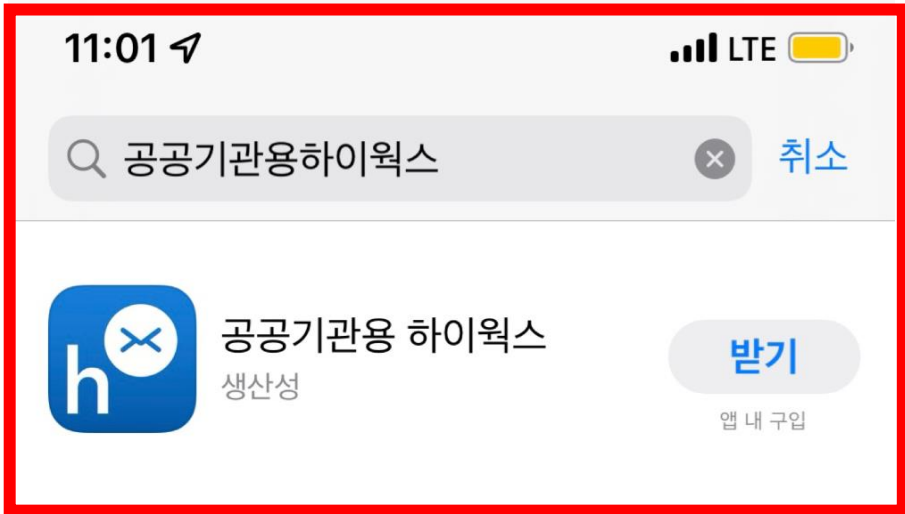 11:01
LTE
공공기관용하이웍스
취소
h
공공기관용 하이웍스
생산성
받기
앱 내 구입